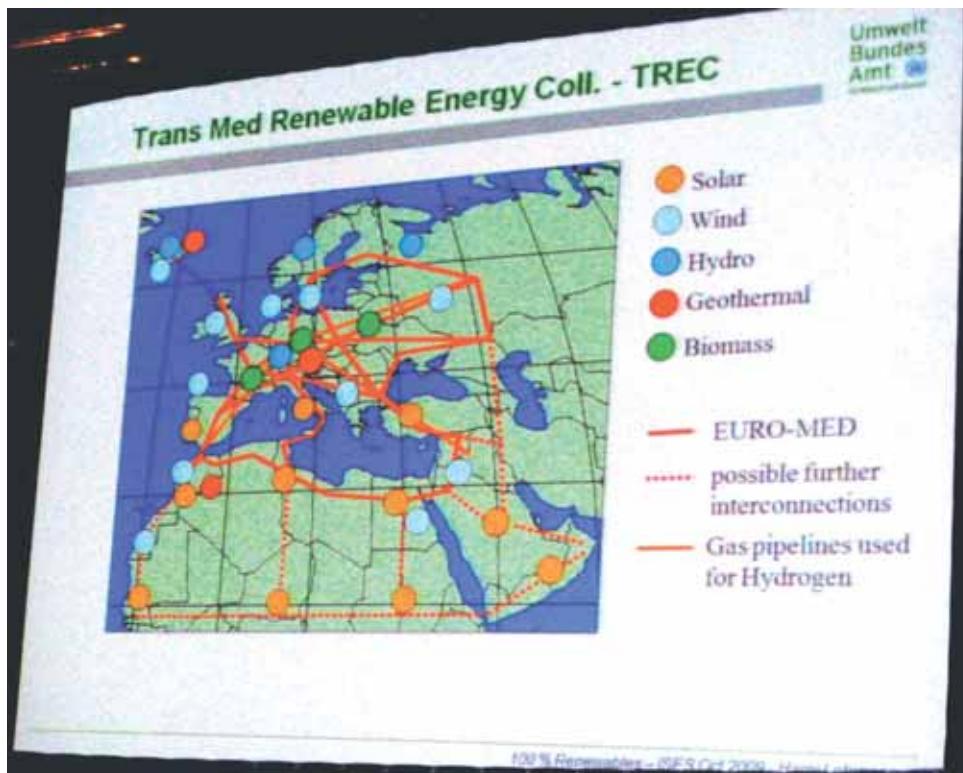 Umwelt
Bundes
Amt
Trans Med Renewable Energy Coll. - TREC
Solar
Wind
Hydro
Geothermal
Biomass
EURO-MED
possible further
interconnections
Gas pipelines used
for Hydrogen
100 % Renewables – ISES Oct 2009 - Harry